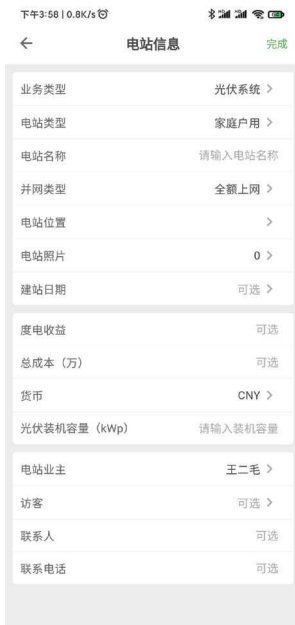 下午3:58 | 0.8K/s
电站信息
完成
业务类型 光伏系统
电站类型 家庭户用
电站名称 请输入电站名称
并网类型 全额上网
电站位置
电站照片 0
建站日期 可选
度电收益 可选
总成本（万） 可选
货币 CNY
光伏装机容量（kWp） 请输入装机容量
电站业主 王二毛
访客 可选
联系人 可选
联系电话 可选